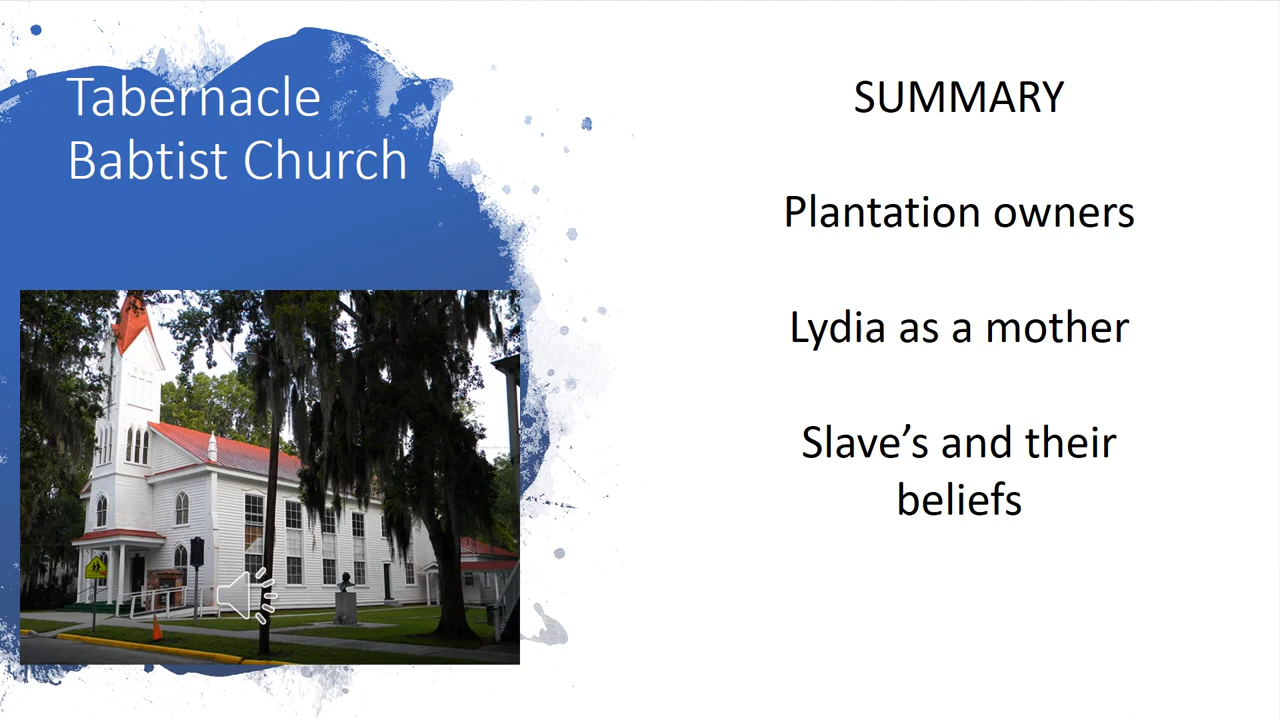 Tabernacle
Babtist Church
SUMMARY
Plantation owners
Lydia as a mother
Slave’s and their
beliefs